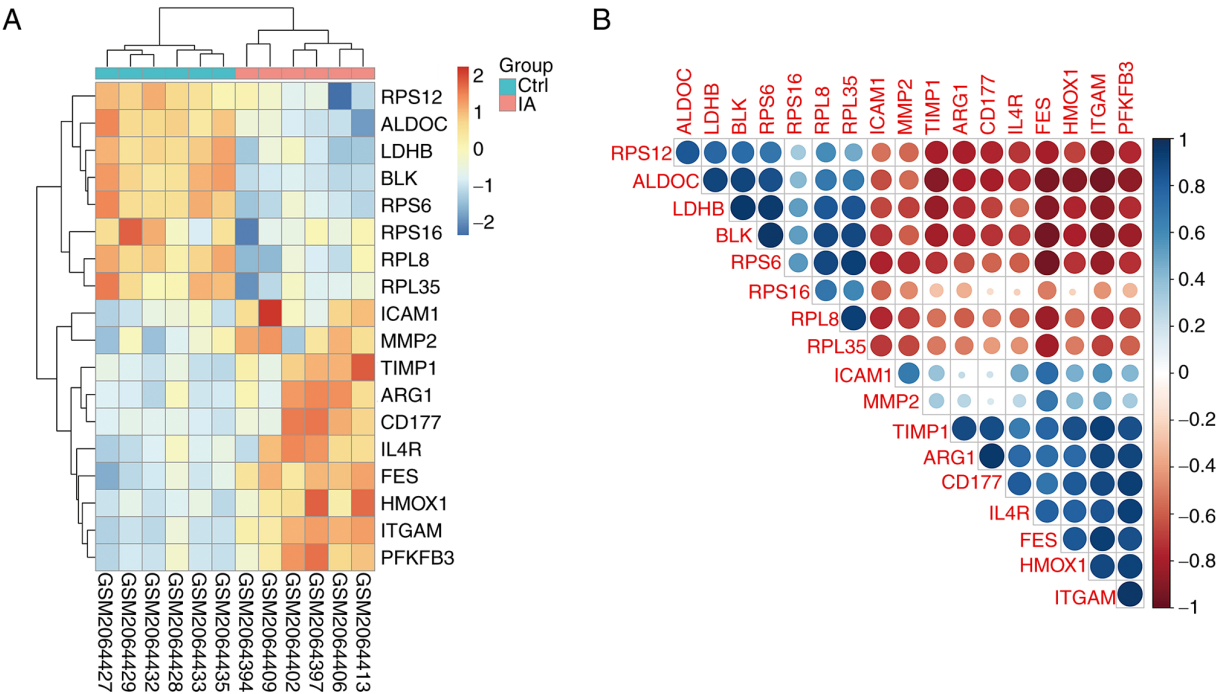 A
Group
Ctrl
IA
2
1
0
−1
−2
RPS12
ALDOC
LDHB
BLK
RPS6
RPS16
RPL8
RPL35
ICAM1
MMP2
TIMP1
ARG1
CD177
IL4R
FES
HMOX1
ITGAM
PFKFB3
GSM2064427
GSM2064429
GSM2064432
GSM2064428
GSM2064433
GSM2064435
GSM2064394
GSM2064409
GSM2064402
GSM2064397
GSM2064406
GSM2064413
B
ALDOC
LDHB
BLK
RPS6
RPS16
RPL8
RPL35
ICAM1
MMP2
TIMP1
ARG1
CD177
IL4R
FES
HMOX1
ITGAM
PFKFB3
RPS12
ALDOC
LDHB
BLK
RPS6
RPS16
RPL8
RPL35
ICAM1
MMP2
TIMP1
ARG1
CD177
IL4R
FES
HMOX1
ITGAM
1
0.8
0.6
0.4
0.2
0
−0.2
−0.4
−0.6
−0.8
−1